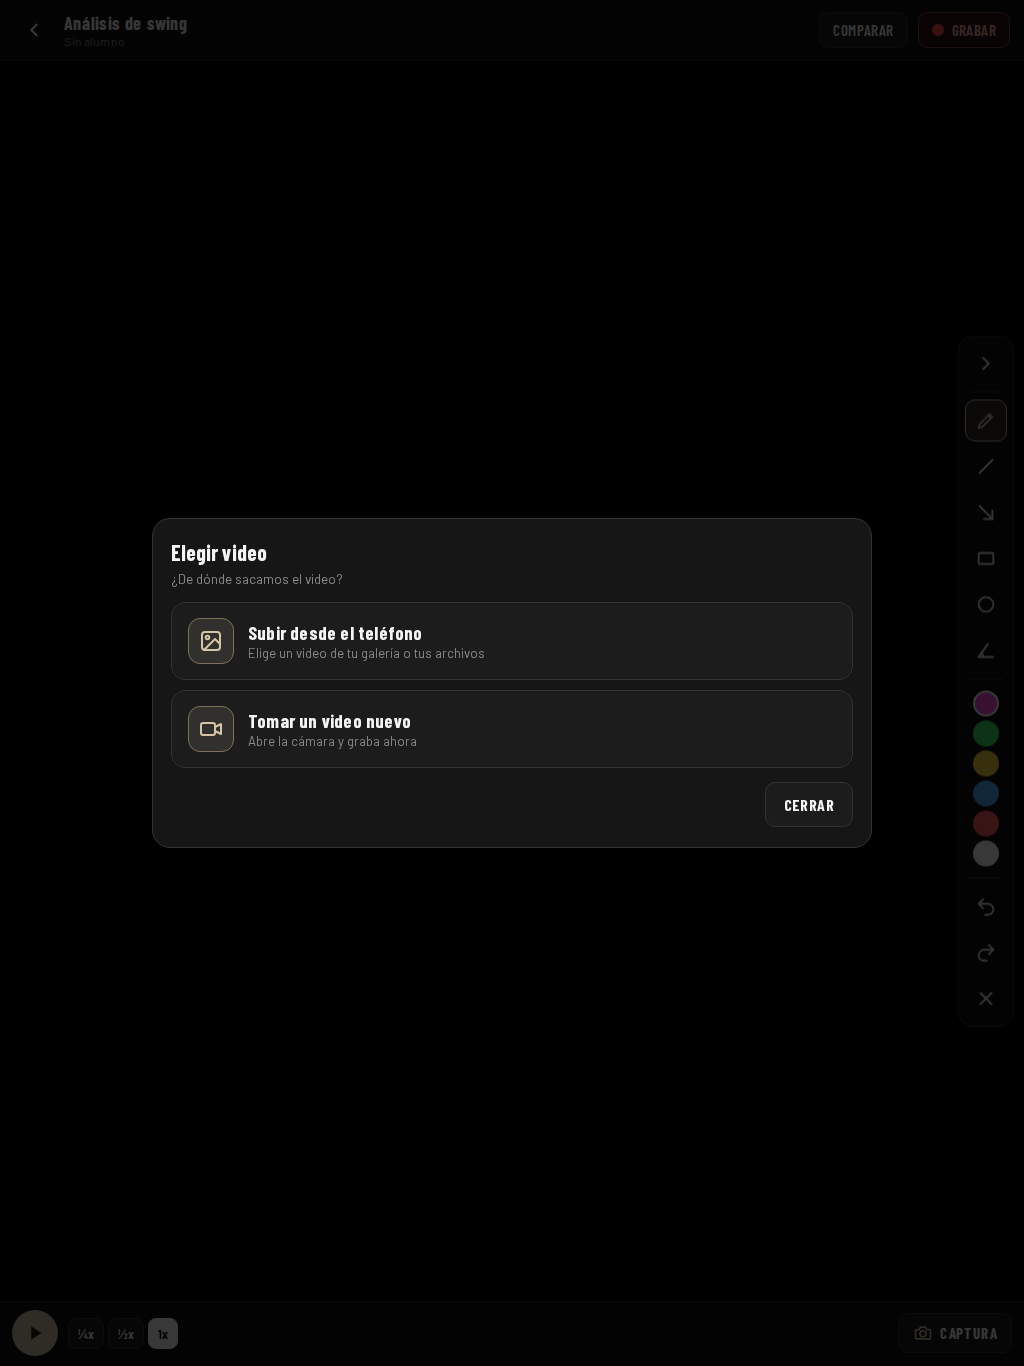 Análisis de swing
Sin alumno
COMPARAR
GRABAR
Elegir video
¿De dónde sacamos el video?
Subir desde el teléfono
Elige un video de tu galería o tus archivos
Tomar un video nuevo
Abre la cámara y graba ahora
CERRAR
¼x
½x
1x
CAPTURA